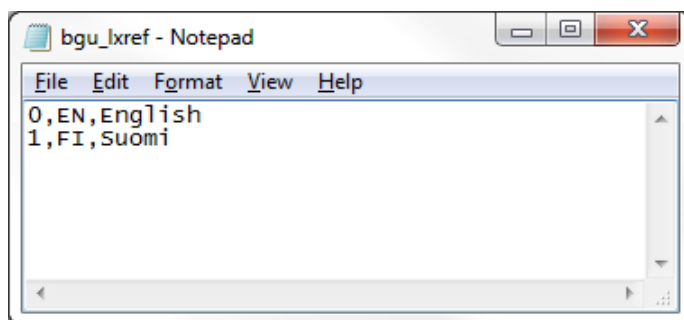 bgu_lxref - Notepad
File Edit Format View Help
0,EN,English
1,FI,Suomi